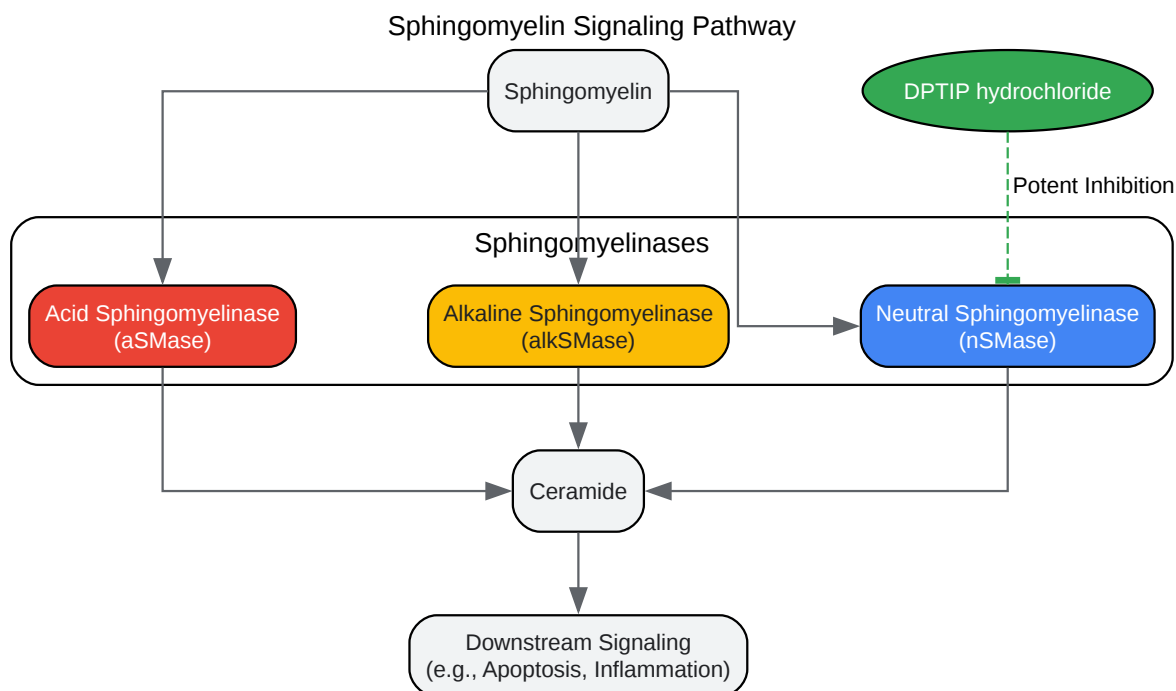 Sphingomyelin Signaling Pathway
Sphingomyelin
DPTIP hydrochloride
Potent Inhibition
Sphingomyelinases
Acid Sphingomyelinase
(aSMase)
Alkaline Sphingomyelinase
(alkSMase)
Neutral Sphingomyelinase
(nSMase)
Ceramide
Downstream Signaling
(e.g., Apoptosis, Inflammation)